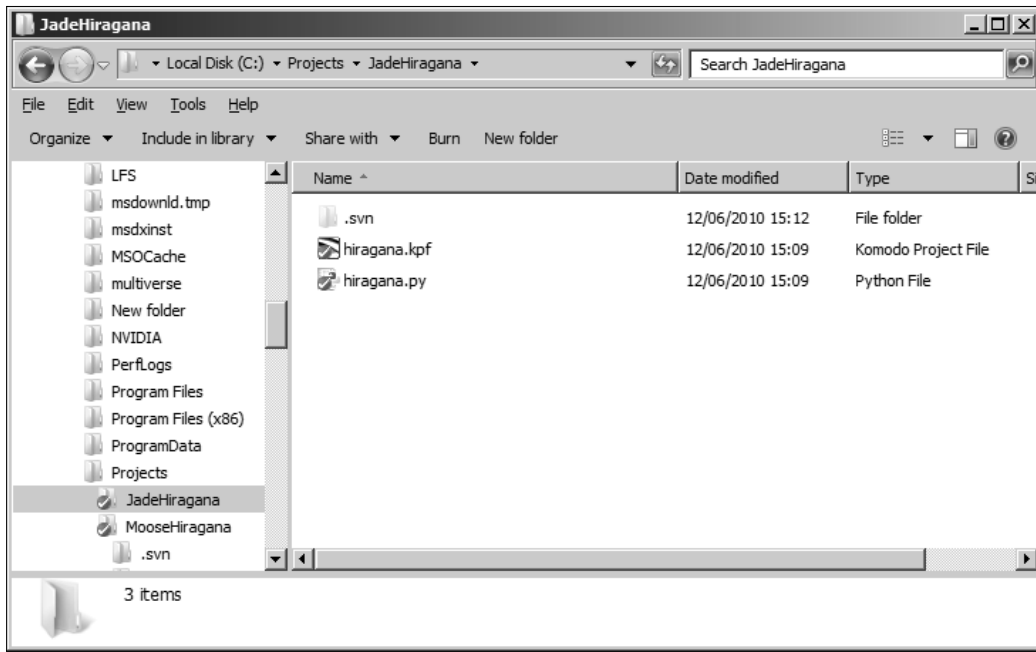 JadeHiragana
Local Disk (C:) Projects JadeHiragana
Search JadeHiragana
File Edit View Tools Help
Organize Include in library Share with Burn New folder
LFS
msdownld.tmp
msdxinst
MSOCache
multiverse
New folder
NVIDIA
PerfLogs
Program Files
Program Files (x86)
ProgramData
Projects
JadeHiragana
MooseHiragana
.svn
Name Date modified Type Si
.svn 12/06/2010 15:12 File folder
hiragana.kpf 12/06/2010 15:09 Komodo Project File
hiragana.py 12/06/2010 15:09 Python File
3 items